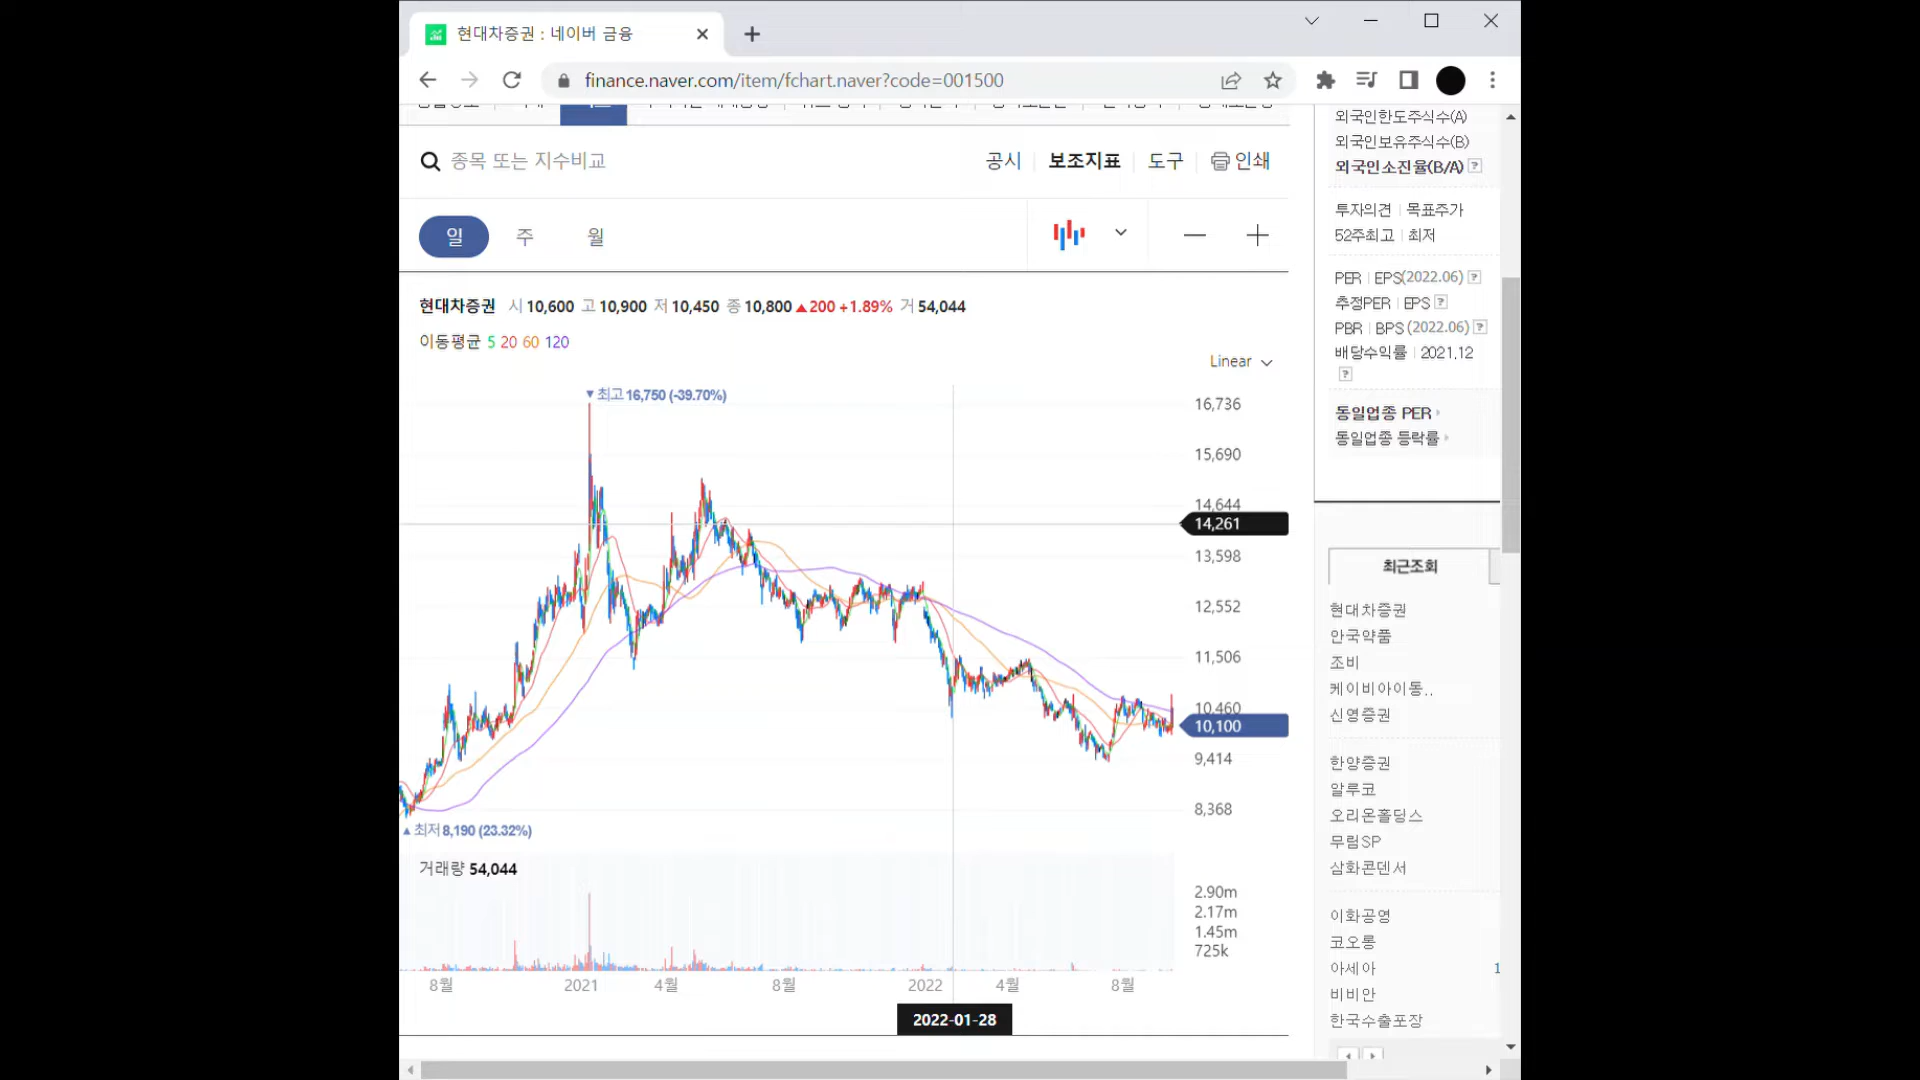 현대차증권 : 네이버 금융
finance.naver.com/item/fchart.naver?code=001500
종목 또는 지수비교
공시 보조지표 도구 인쇄
일 주 월
현대차증권 시 10,600 고 10,900 저 10,450 종 10,800 ▲200 +1.89% 거 54,044
이동평균 5 20 60 120
Linear
▼최고 16,750 (-39.70%)
16,736
15,690
14,644
14,261
13,598
12,552
11,506
10,460
10,100
9,414
8,368
▲최저 8,190 (23.32%)
거래량 54,044
2.90m
2.17m
1.45m
725k
8월 2021 4월 8월 2022 4월 8월
2022-01-28
외국인한도주식수(A)
외국인보유주식수(B)
외국인소진율(B/A) ?
투자의견 | 목표주가
52주최고 | 최저
PER | EPS(2022.06) ?
추정PER | EPS ?
PBR | BPS (2022.06) ?
배당수익률 | 2021.12
?
동일업종 PER
동일업종 등락률
최근조회
현대차증권
안국약품
조비
케이비아이동..
신영증권
한양증권
알루코
오리온홀딩스
무림SP
삼화콘덴서
이화공영
코오롱
아세아 1
비비안
한국수출포장